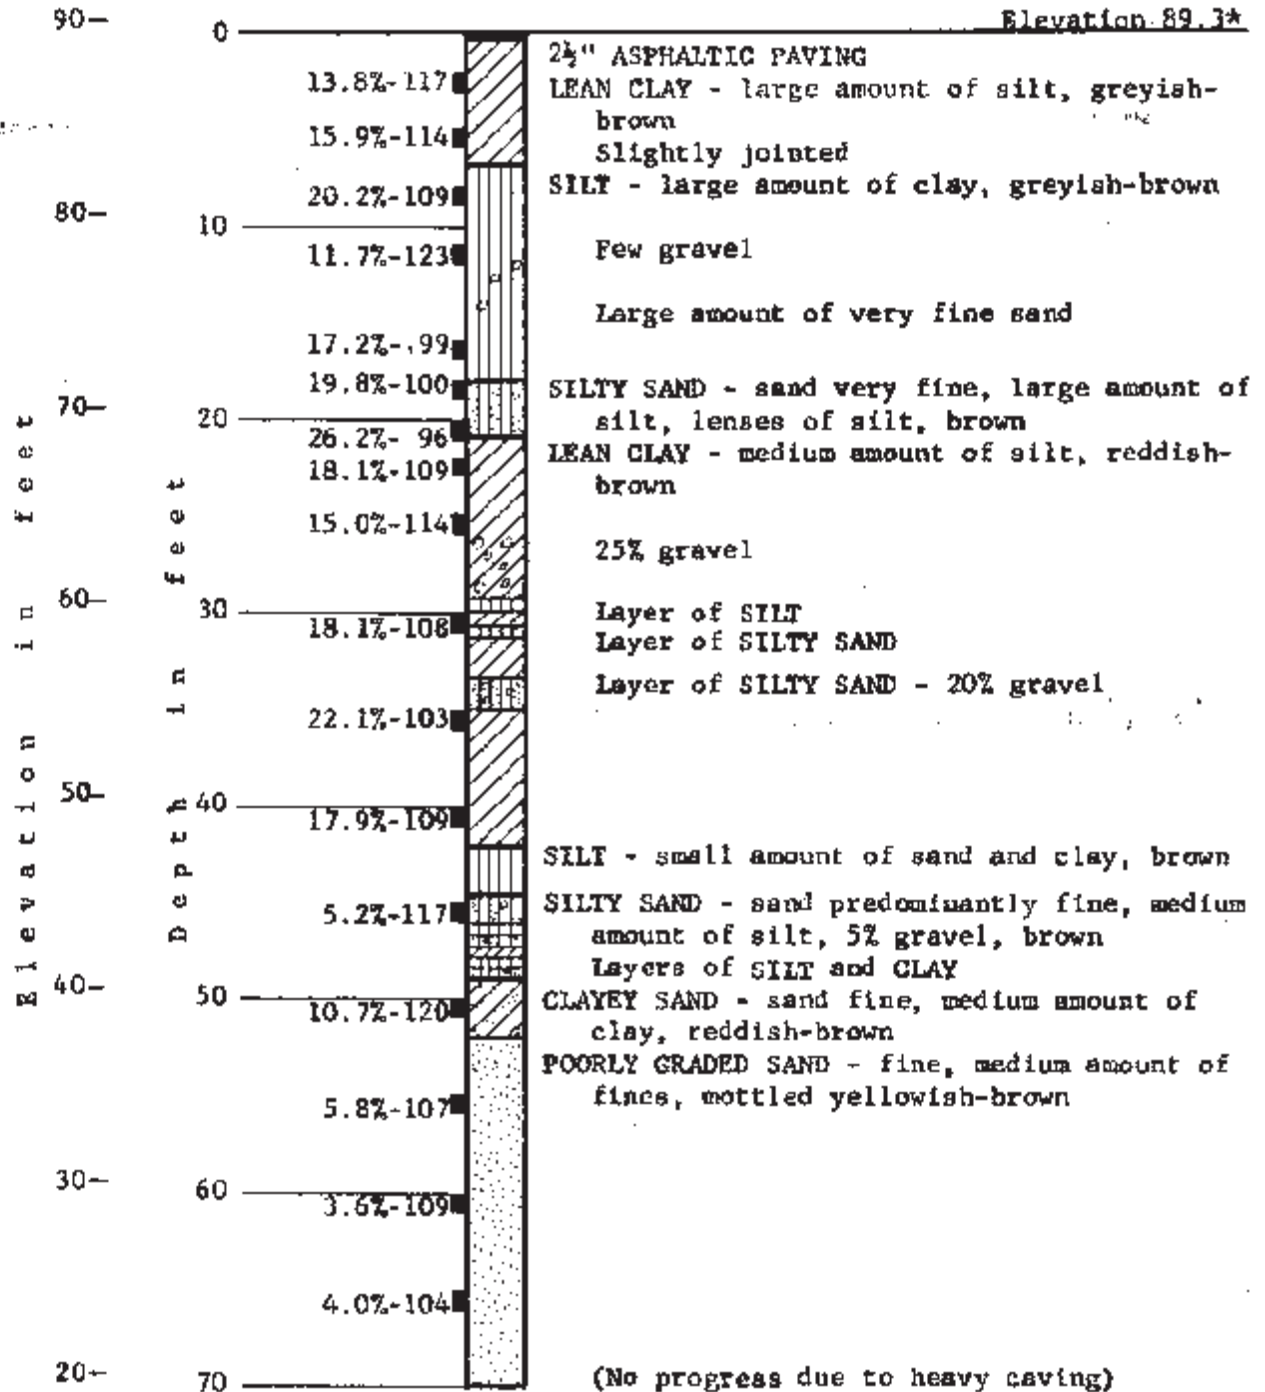 90-
Elevation 89.3*
0
2½" ASPHALTIC PAVING
13.8%-117
LEAN CLAY - large amount of silt, greyish-
brown
15.9%-114
Slightly jointed
SILT - large amount of clay, greyish-brown
20.2%-109
80-
10
Few gravel
11.7%-123
Large amount of very fine sand
17.2%- 99
19.8%-100
SILTY SAND - sand very fine, large amount of
70-
20
silt, lenses of silt, brown
26.2%- 96
LEAN CLAY - medium amount of silt, reddish-
18.1%-109
brown
15.0%-114
25% gravel
60-
30
Layer of SILT
18.1%-108
Layer of SILTY SAND
Layer of SILTY SAND - 20% gravel
22.1%-103
50-
40
17.9%-109
SILT - small amount of sand and clay, brown
SILTY SAND - sand predominantly fine, medium
5.2%-117
amount of silt, 5% gravel, brown
Layers of SILT and CLAY
40-
50
CLAYEY SAND - sand fine, medium amount of
10.7%-120
clay, reddish-brown
POORLY GRADED SAND - fine, medium amount of
fines, mottled yellowish-brown
5.8%-107
30-
60
3.6%-109
4.0%-104
20-
70
(No progress due to heavy caving)
Elevation in feet
Depth in feet